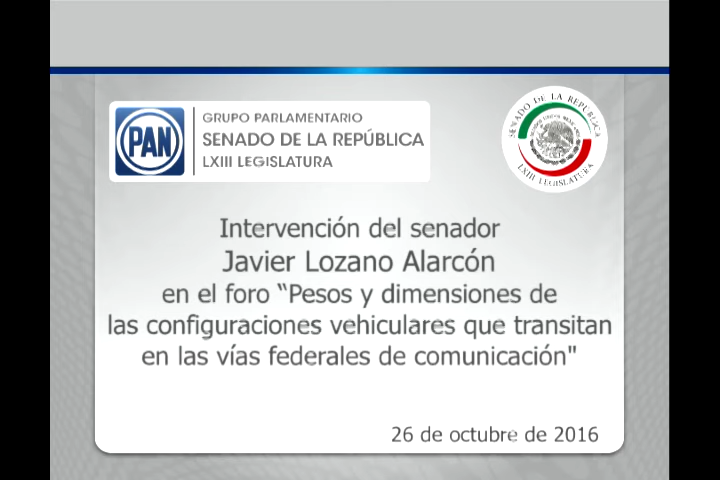 PAN
GRUPO PARLAMENTARIO
SENADO DE LA REPÚBLICA
LXIII LEGISLATURA
SENADO DE LA REPÚBLICA
LXIII LEGISLATURA
Intervención del senador
Javier Lozano Alarcón
en el foro “Pesos y dimensiones de
las configuraciones vehiculares que transitan
en las vías federales de comunicación"
26 de octubre de 2016